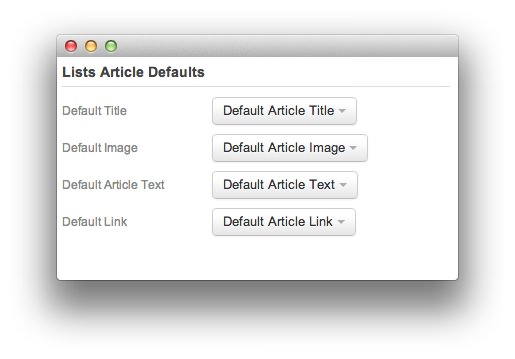 Lists Article Defaults
Default Title Default Article Title
Default Image Default Article Image
Default Article Text Default Article Text
Default Link Default Article Link